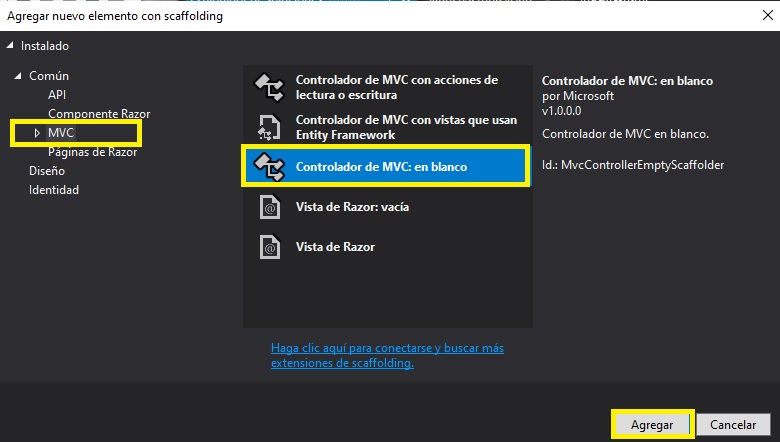 Agregar nuevo elemento con scaffolding
Instalado
Común
API
Componente Razor
MVC
Páginas de Razor
Diseño
Identidad
Controlador de MVC con acciones de
lectura o escritura
Controlador de MVC con vistas que usan
Entity Framework
Controlador de MVC: en blanco
Vista de Razor: vacía
Vista de Razor
Haga clic aquí para conectarse y buscar más
extensiones de scaffolding.
Controlador de MVC: en blanco
por Microsoft
v1.0.0.0
Controlador de MVC en blanco.
Id.: MvcControllerEmptyScaffolder
Agregar
Cancelar